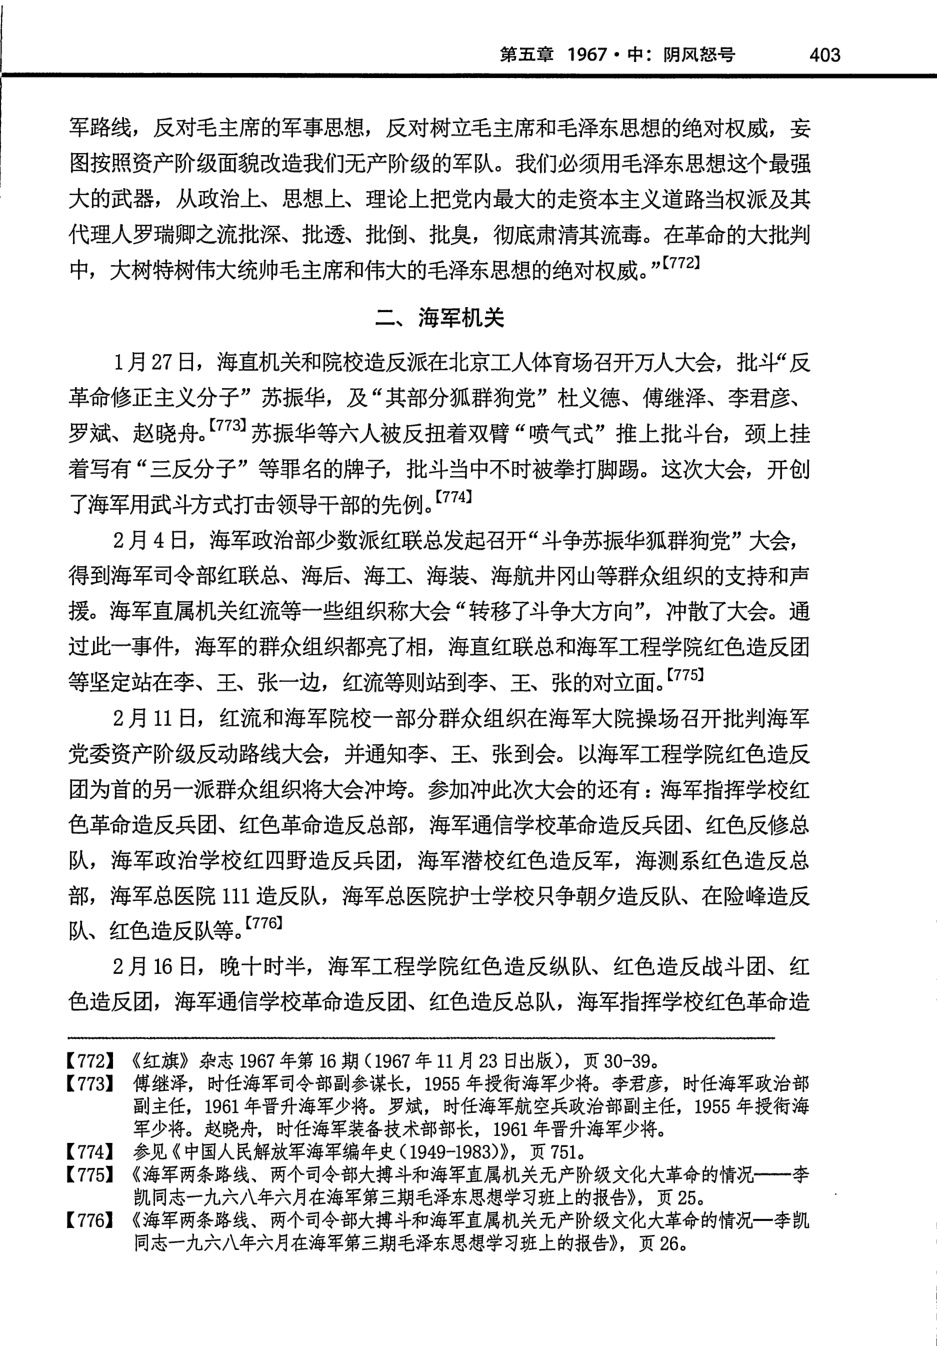 第五章 1967·中：阴风怒号 403
军路线，反对毛主席的军事思想，反对树立毛主席和毛泽东思想的绝对权威，妄
图按照资产阶级面貌改造我们无产阶级的军队。我们必须用毛泽东思想这个最强
大的武器，从政治上、思想上、理论上把党内最大的走资本主义道路当权派及其
代理人罗瑞卿之流批深、批透、批倒、批臭，彻底肃清其流毒。在革命的大批判
中，大树特树伟大统帅毛主席和伟大的毛泽东思想的绝对权威。”【772】
二、海军机关
1月27日，海直机关和院校造反派在北京工人体育场召开万人大会，批斗“反
革命修正主义分子”苏振华，及“其部分狐群狗党”杜义德、傅继泽、李君彦、
罗斌、赵晓舟。【773】苏振华等六人被反扭着双臂“喷气式”推上批斗台，颈上挂
着写有“三反分子”等罪名的牌子，批斗当中不时被拳打脚踢。这次大会，开创
了海军用武斗方式打击领导干部的先例。【774】
2月4日，海军政治部少数派红联总发起召开“斗争苏振华狐群狗党”大会，
得到海军司令部红联总、海后、海工、海装、海航井冈山等群众组织的支持和声
援。海军直属机关红流等一些组织称大会“转移了斗争大方向”，冲散了大会。通
过此一事件，海军的群众组织都亮了相，海直红联总和海军工程学院红色造反团
等坚定站在李、王、张一边，红流等则站到李、王、张的对立面。【775】
2月11日，红流和海军院校一部分群众组织在海军大院操场召开批判海军
党委资产阶级反动路线大会，并通知李、王、张到会。以海军工程学院红色造反
团为首的另一派群众组织将大会冲垮。参加冲此次大会的还有：海军指挥学校红
色革命造反兵团、红色革命造反总部，海军通信学校革命造反兵团、红色反修总
队，海军政治学校红四野造反兵团，海军潜校红色造反军，海测系红色造反总
部，海军总医院111造反队，海军总医院护士学校只争朝夕造反队、在险峰造反
队、红色造反队等。【776】
2月16日，晚十时半，海军工程学院红色造反纵队、红色造反战斗团、红
色造反团，海军通信学校革命造反团、红色造反总队，海军指挥学校红色革命造
【772】《红旗》杂志1967年第16期（1967年11月23日出版），页30-39。
【773】 傅继泽，时任海军司令部副参谋长，1955年授衔海军少将。李君彦，时任海军政治部
副主任，1961年晋升海军少将。罗斌，时任海军航空兵政治部副主任，1955年授衔海
军少将。赵晓舟，时任海军装备技术部部长，1961年晋升海军少将。
【774】 参见《中国人民解放军海军编年史（1949-1983）》，页751。
【775】《海军两条路线、两个司令部大搏斗和海军直属机关无产阶级文化大革命的情况——李
凯同志一九六八年六月在海军第三期毛泽东思想学习班上的报告》，页25。
【776】《海军两条路线、两个司令部大搏斗和海军直属机关无产阶级文化大革命的情况—李凯
同志一九六八年六月在海军第三期毛泽东思想学习班上的报告》，页26。